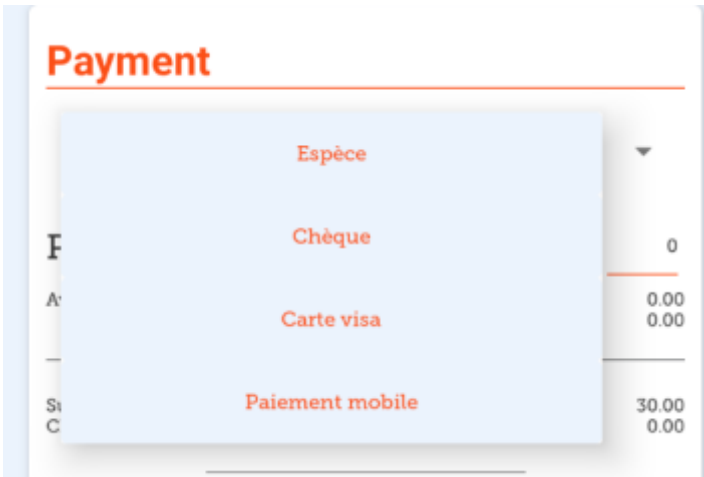 Payment
Espèce
Chèque
0
Carte visa
0.00
0.00
Paiement mobile
30.00
0.00